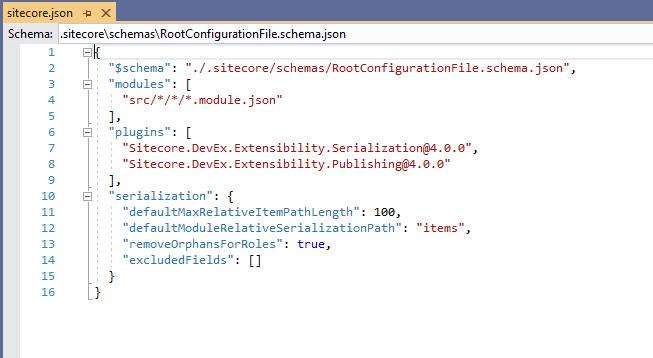 sitecore.json
Schema: .sitecore\schemas\RootConfigurationFile.schema.json
1 {
2 "$schema": "./.sitecore/schemas/RootConfigurationFile.schema.json",
3 "modules": [
4 "src/*/*/*.module.json"
5 ],
6 "plugins": [
7 "Sitecore.DevEx.Extensibility.Serialization@4.0.0",
8 "Sitecore.DevEx.Extensibility.Publishing@4.0.0"
9 ],
10 "serialization": {
11 "defaultMaxRelativeItemPathLength": 100,
12 "defaultModuleRelativeSerializationPath": "items",
13 "removeOrphansForRoles": true,
14 "excludedFields": []
15 }
16 }